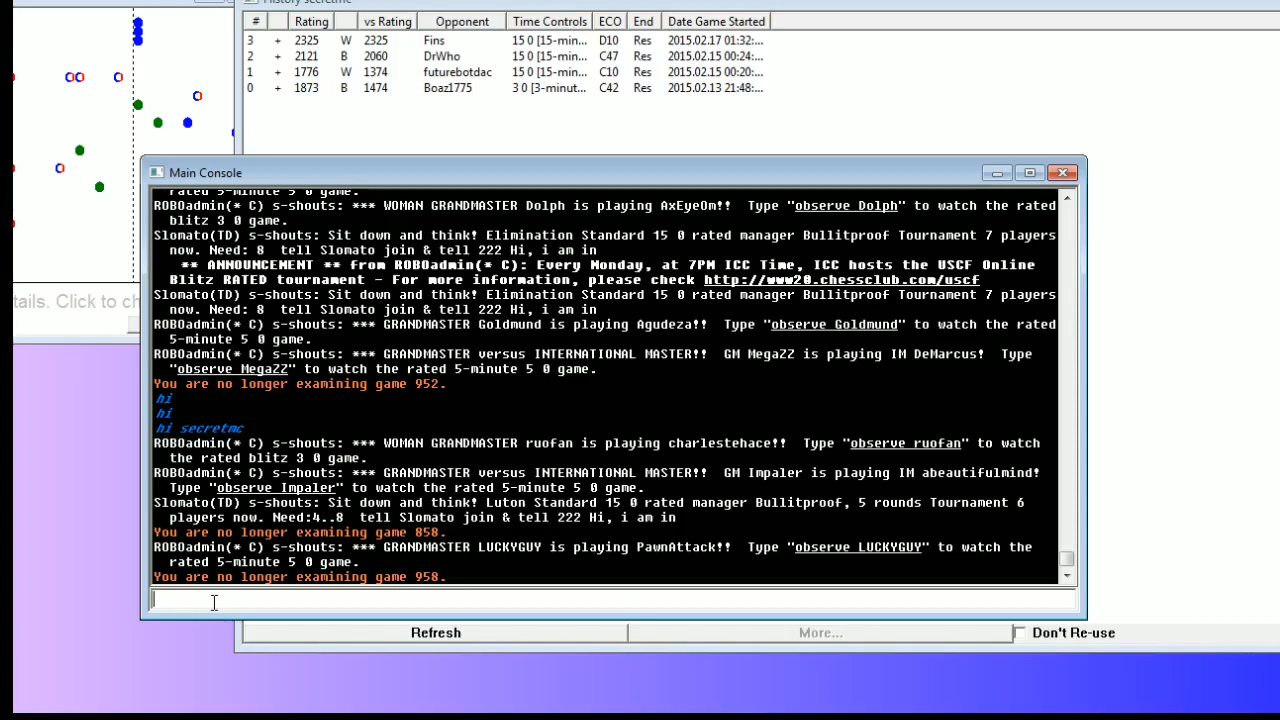 History secretmc
# Rating vs Rating Opponent Time Controls ECO End Date Game Started
3 + 2325 W 2325 Fins 15 0 [15-min... D10 Res 2015.02.17 01:32:...
2 + 2121 B 2060 DrWho 15 0 [15-min... C47 Res 2015.02.15 00:24:...
1 + 1776 W 1374 futurebotdac 15 0 [15-min... C10 Res 2015.02.15 00:20:...
0 + 1873 B 1474 Boaz1775 3 0 [3-minut... C42 Res 2015.02.13 21:48:...
Main Console
rated 5-minute 5 0 game.
ROBOadmin(* C) s-shouts: *** WOMAN GRANDMASTER Dolph is playing AxEyeOm!! Type "observe Dolph" to watch the rated
blitz 3 0 game.
Slomato(TD) s-shouts: Sit down and think! Elimination Standard 15 0 rated manager Bullitproof Tournament 7 players
now. Need: 8 tell Slomato join & tell 222 Hi, i am in
** ANNOUNCEMENT ** from ROBOadmin(* C): Every Monday, at 7PM ICC Time, ICC hosts the USCF Online
Blitz RATED tournament - For more information, please check http://www20.chessclub.com/uscf
Slomato(TD) s-shouts: Sit down and think! Elimination Standard 15 0 rated manager Bullitproof Tournament 7 players
now. Need: 8 tell Slomato join & tell 222 Hi, i am in
ROBOadmin(* C) s-shouts: *** GRANDMASTER Goldmund is playing Agudeza!! Type "observe Goldmund" to watch the rated
5-minute 5 0 game.
ROBOadmin(* C) s-shouts: *** GRANDMASTER versus INTERNATIONAL MASTER!! GM MegaZZ is playing IM DeMarcus! Type
"observe MegaZZ" to watch the rated 5-minute 5 0 game.
You are no longer examining game 952.
hi
hi
hi secretmc
ROBOadmin(* C) s-shouts: *** WOMAN GRANDMASTER ruofan is playing charlestehace!! Type "observe ruofan" to watch
the rated blitz 3 0 game.
ROBOadmin(* C) s-shouts: *** GRANDMASTER versus INTERNATIONAL MASTER!! GM Impaler is playing IM abeautifulmind!
Type "observe Impaler" to watch the rated 5-minute 5 0 game.
Slomato(TD) s-shouts: Sit down and think! Luton Standard 15 0 rated manager Bullitproof, 5 rounds Tournament 6
players now. Need:4..8 tell Slomato join & tell 222 Hi, i am in
You are no longer examining game 858.
ROBOadmin(* C) s-shouts: *** GRANDMASTER LUCKYGUY is playing PawnAttack!! Type "observe LUCKYGUY" to watch the
rated 5-minute 5 0 game.
You are no longer examining game 958.
tails. Click to ch
Refresh More... Don't Re-use